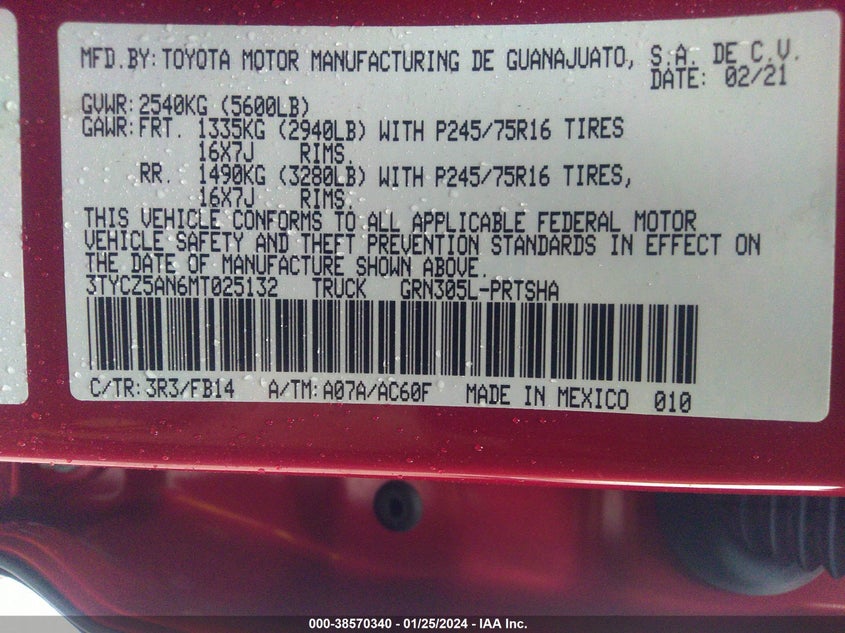 MFD.BY: TOYOTA MOTOR MANUFACTURING DE GUANAJUATO, S.A. DE C.V.
DATE: 02/21
GVWR: 2540KG (5600LB)
GAWR: FRT. 1335KG (2940LB) WITH P245/75R16 TIRES
16X7J RIMS.
RR. 1490KG (3280LB) WITH P245/75R16 TIRES,
16X7J RIMS.
THIS VEHICLE CONFORMS TO ALL APPLICABLE FEDERAL MOTOR
VEHICLE SAFETY AND THEFT PREVENTION STANDARDS IN EFFECT ON
THE DATE OF MANUFACTURE SHOWN ABOVE.
3TYCZ5AN6MT025132 TRUCK GRN305L-PRTSHA
C/TR: 3R3/FB14 A/TM: A07A/AC60F MADE IN MEXICO 010
000-38570340 - 01/25/2024 - IAA Inc.